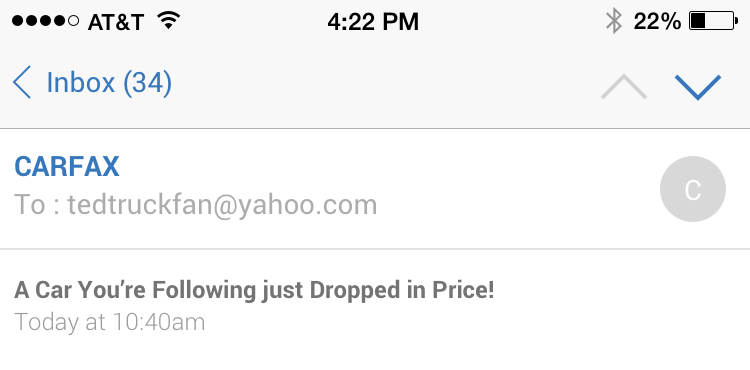 AT&T 4:22 PM 22%
Inbox (34)
CARFAX
To : tedtruckfan@yahoo.com
C
A Car You’re Following just Dropped in Price!
Today at 10:40am